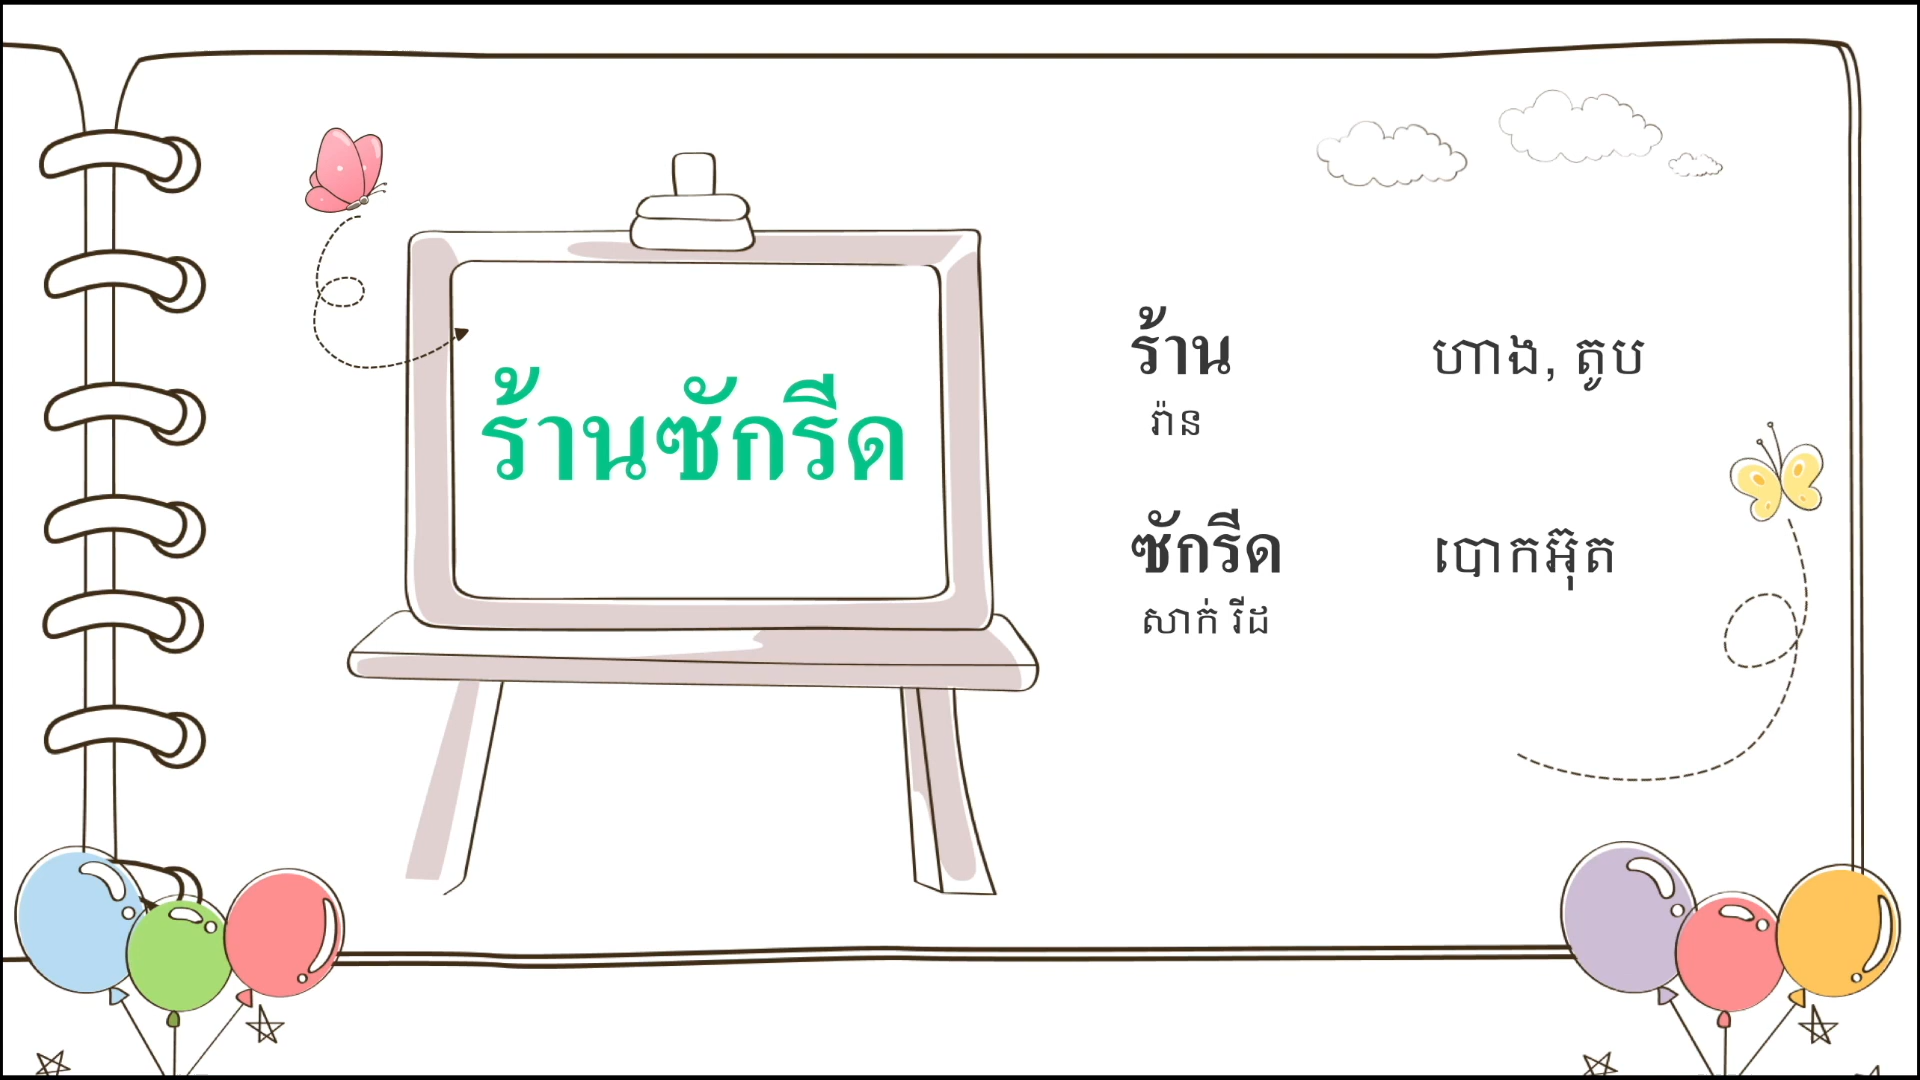 ร้านซักรีด
ร้าน ហាង, តូប
រ៉ាន
ซักรีด បោកអ៊ុត
សាក់ រីដ